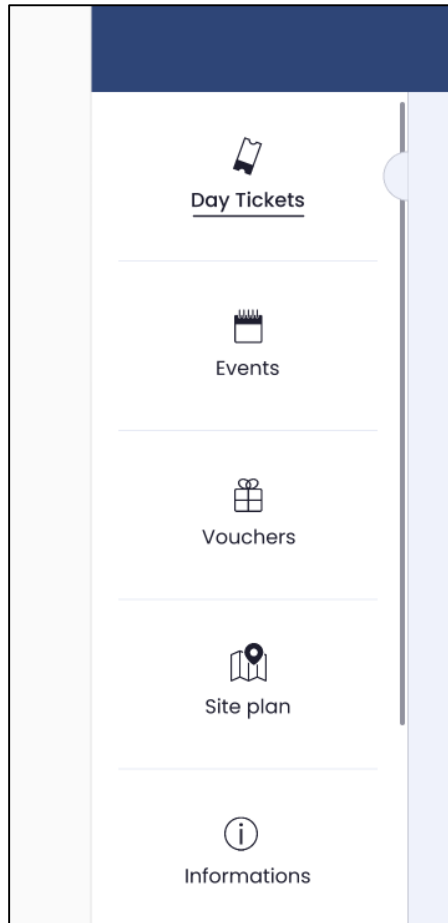 Day Tickets
Events
Vouchers
Site plan
Informations